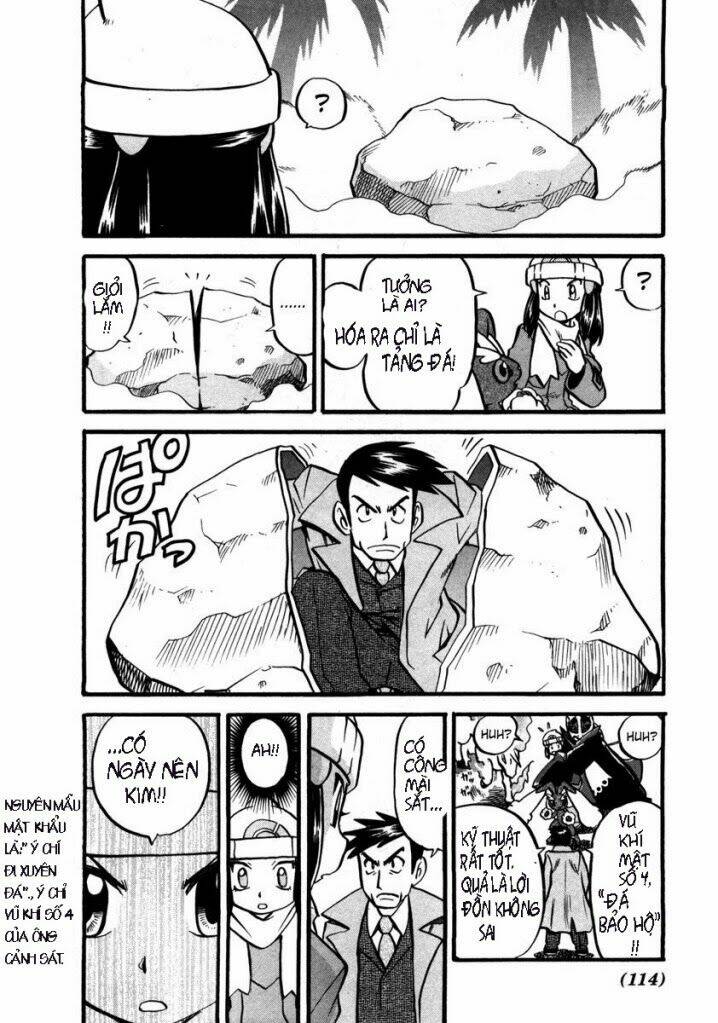 ?
?
TƯỞNG
LÀ AI?
HÓA RA CHỈ LÀ
TẢNG ĐÁ!
......
GIỎI
LẮM!!
ぱかっ
HUH?
HUH?
VŨ
KHÍ
MẬT
SỐ 4,
"ĐÁ
BẢO HỘ"
!!
KỸ THUẬT
RẤT TỐT.
QUẢ LÀ LỜI
ĐỒN KHÔNG
SAI
CÓ
CÔNG
MÀI
SẮT...
AH!!
...CÓ
NGÀY NÊN
KIM!!
NGUYÊN MẪU
MẬT KHẨU
LÀ:" Ý CHÍ
ĐI XUYÊN
ĐÁ"., Ý CHỈ
VŨ KHÍ SỐ 4
CỦA ÔNG
CẢNH SÁT.
(114)